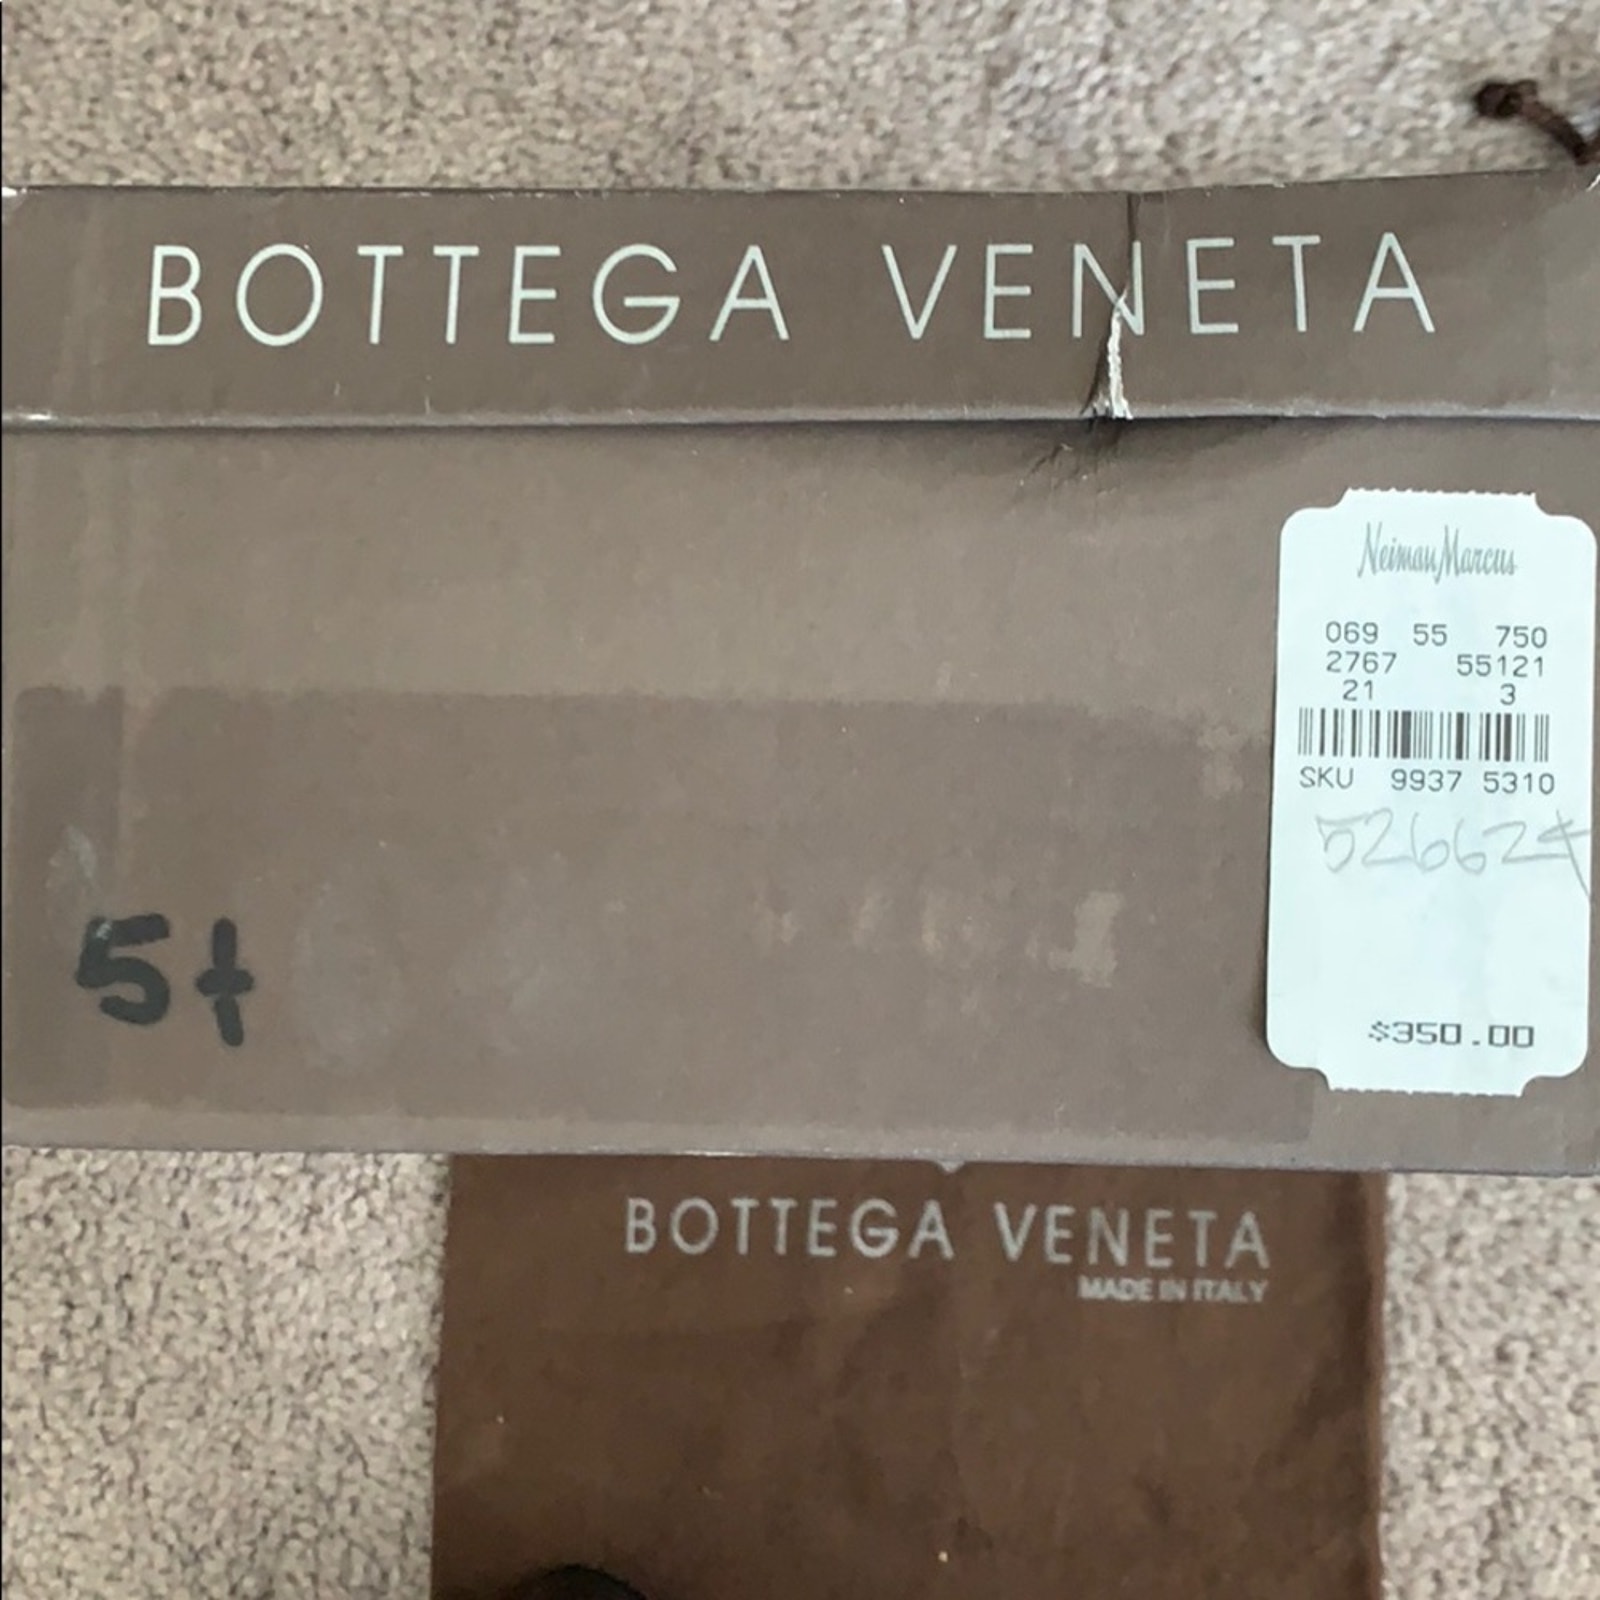 BOTTEGA VENETA
Neiman Marcus
069 55 750
2767 55121
21 3
SKU 9937 5310
526624
$350.00
5t
BOTTEGA VENETA
MADE IN ITALY